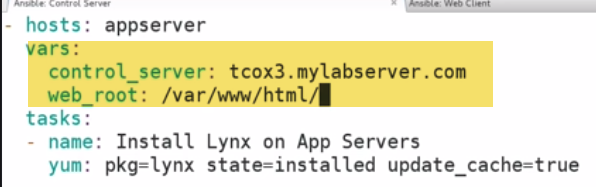 Ansible: Control Server × Ansible: Web Client
- hosts: appserver
vars:
control_server: tcox3.mylabserver.com
web_root: /var/www/html/
tasks:
- name: Install Lynx on App Servers
yum: pkg=lynx state=installed update_cache=true